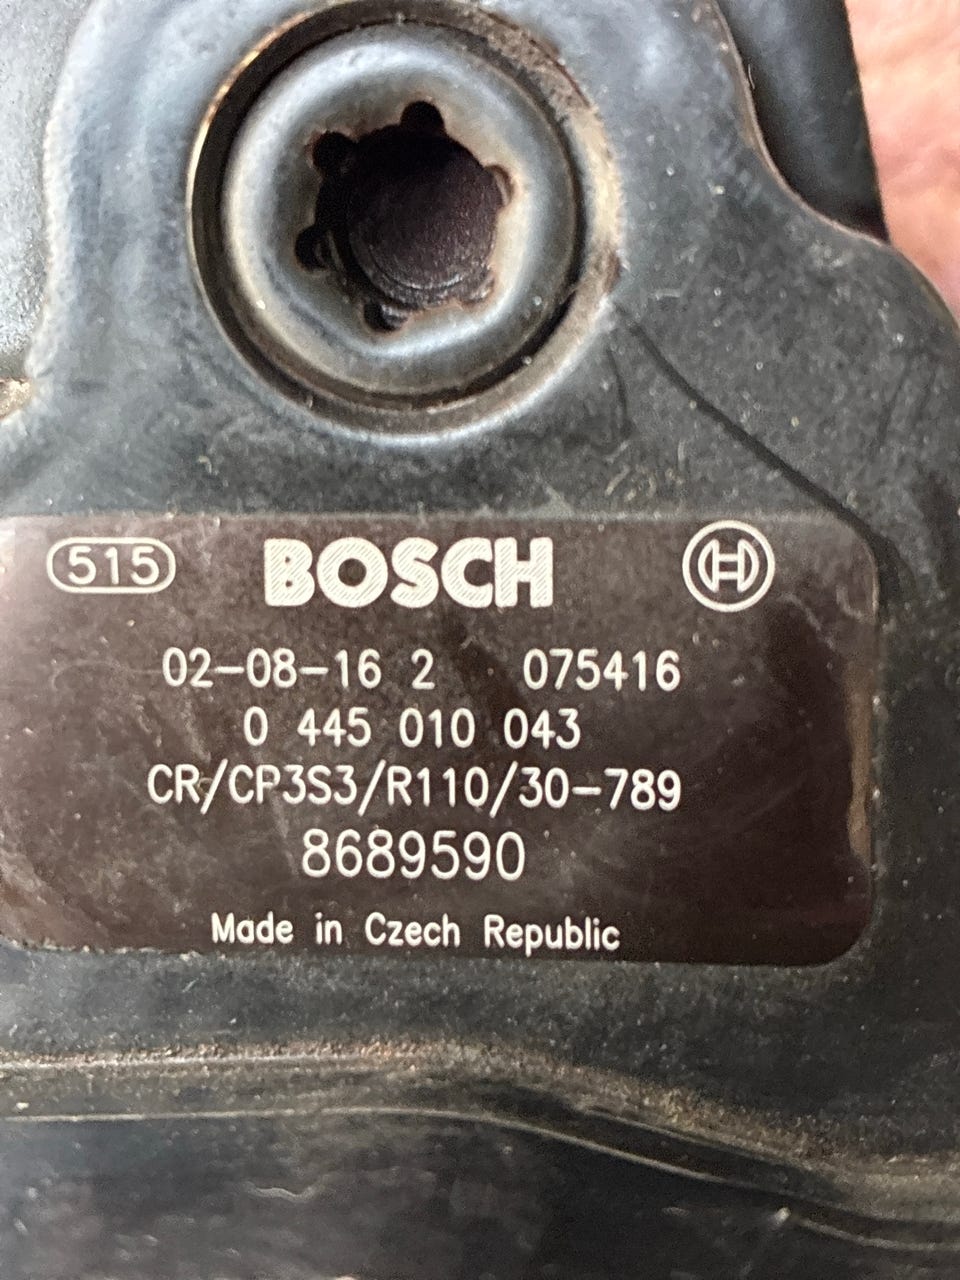 515 BOSCH
02-08-16 2 075416
0 445 010 043
CR/CP3S3/R110/30-789
8689590
Made in Czech Republic